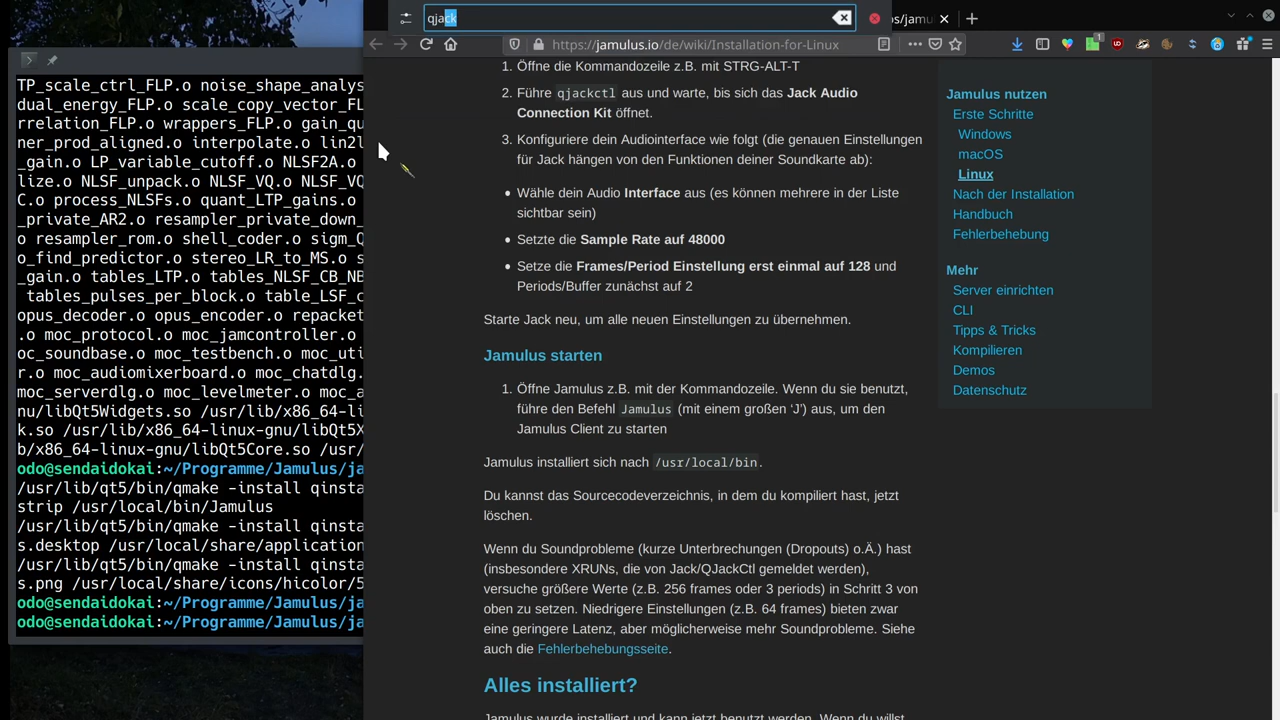 qjack
os/jamu
https://jamulus.io/de/wiki/Installation-for-Linux
1
TP_scale_ctrl_FLP.o noise_shape_analys
dual_energy_FLP.o scale_copy_vector_FL
rrelation_FLP.o wrappers_FLP.o gain_qu
ner_prod_aligned.o interpolate.o lin2l
_gain.o LP_variable_cutoff.o NLSF2A.o
lize.o NLSF_unpack.o NLSF_VQ.o NLSF_VQ
C.o process_NLSFs.o quant_LTP_gains.o
_private_AR2.o resampler_private_down_
o resampler_rom.o shell_coder.o sigm_Q
o_find_predictor.o stereo_LR_to_MS.o s
_gain.o tables_LTP.o tables_NLSF_CB_NB
tables_pulses_per_block.o table_LSF_c
opus_decoder.o opus_encoder.o repacket
.o moc_protocol.o moc_jamcontroller.o
oc_soundbase.o moc_testbench.o moc_uti
r.o moc_audiomixerboard.o moc_chatdlg.
moc_serverdlg.o moc_levelmeter.o moc_a
nu/libQt5Widgets.so /usr/lib/x86_64-li
k.so /usr/lib/x86_64-linux-gnu/libQt5X
b/x86_64-linux-gnu/libQt5Core.so /usr/
odo@sendaidokai:~/Programme/Jamulus/ja
/usr/lib/qt5/bin/qmake -install qinsta
strip /usr/local/bin/Jamulus
/usr/lib/qt5/bin/qmake -install qinsta
s.desktop /usr/local/share/application
/usr/lib/qt5/bin/qmake -install qinsta
s.png /usr/local/share/icons/hicolor/5
odo@sendaidokai:~/Programme/Jamulus/ja
odo@sendaidokai:~/Programme/Jamulus/ja
1. Öffne die Kommandozeile z.B. mit STRG-ALT-T
2. Führe qjackctl aus und warte, bis sich das Jack Audio
Connection Kit öffnet.
3. Konfiguriere dein Audiointerface wie folgt (die genauen Einstellungen
für Jack hängen von den Funktionen deiner Soundkarte ab):
• Wähle dein Audio Interface aus (es können mehrere in der Liste
sichtbar sein)
• Setzte die Sample Rate auf 48000
• Setze die Frames/Period Einstellung erst einmal auf 128 und
Periods/Buffer zunächst auf 2
Starte Jack neu, um alle neuen Einstellungen zu übernehmen.
Jamulus starten
1. Öffne Jamulus z.B. mit der Kommandozeile. Wenn du sie benutzt,
führe den Befehl Jamulus (mit einem großen ‘J’) aus, um den
Jamulus Client zu starten
Jamulus installiert sich nach /usr/local/bin.
Du kannst das Sourcecodeverzeichnis, in dem du kompiliert hast, jetzt
löschen.
Wenn du Soundprobleme (kurze Unterbrechungen (Dropouts) o.Ä.) hast
(insbesondere XRUNs, die von Jack/QJackCtl gemeldet werden),
versuche größere Werte (z.B. 256 frames oder 3 periods) in Schritt 3 von
oben zu setzen. Niedrigere Einstellungen (z.B. 64 frames) bieten zwar
eine geringere Latenz, aber möglicherweise mehr Soundprobleme. Siehe
auch die Fehlerbehebungsseite.
Alles installiert?
Jamulus wurde installiert und kann jetzt benutzt werden. Wenn du willst,
Jamulus nutzen
Erste Schritte
Windows
macOS
Linux
Nach der Installation
Handbuch
Fehlerbehebung
Mehr
Server einrichten
CLI
Tipps & Tricks
Kompilieren
Demos
Datenschutz